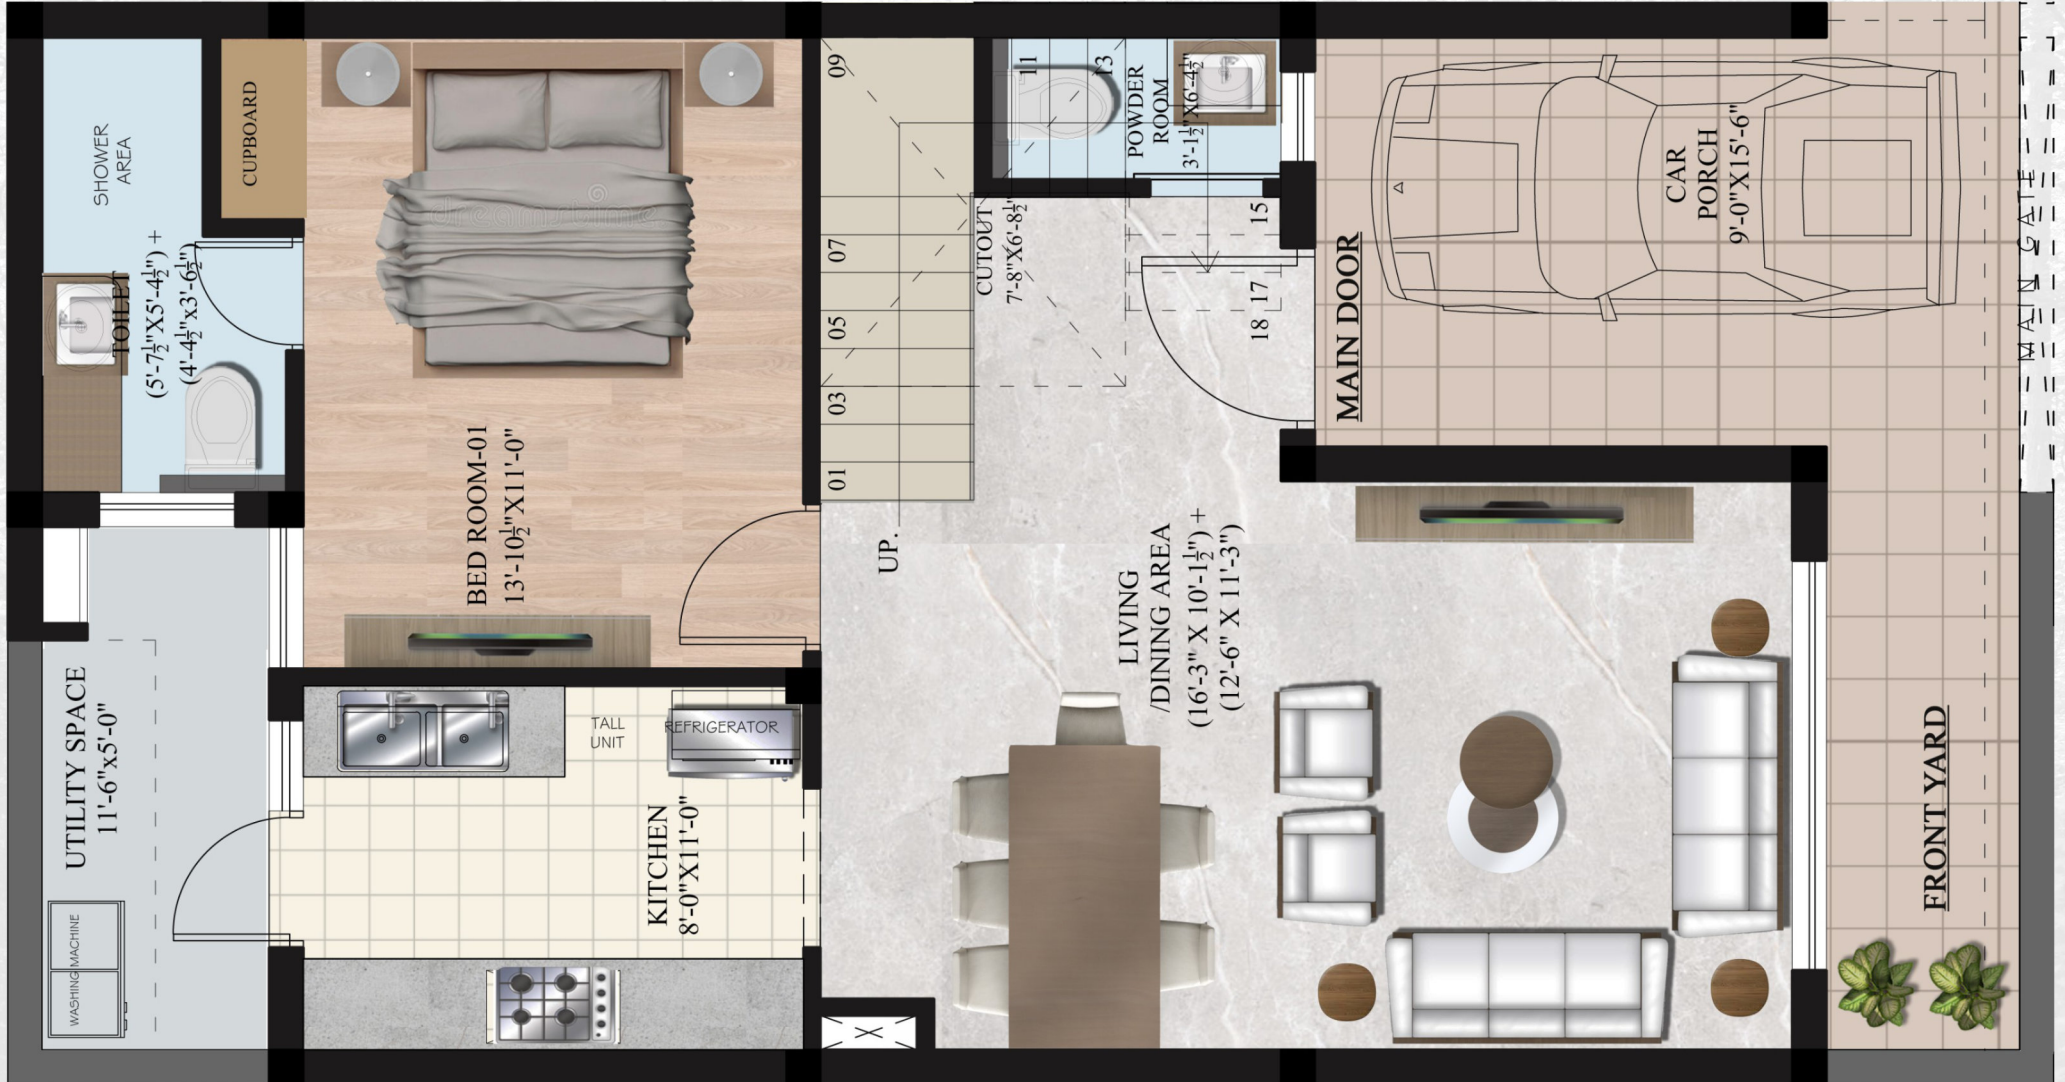 SHOWER
AREA
CUPBOARD
TOILET
(5'-7½"X5'-4½") +
(4'-4½"x3'-6½")
BED ROOM-01
13'-10½"X11'-0"
dreamstime
UTILITY SPACE
11'-6"x5'-0"
WASHING MACHINE
TALL
UNIT
REFRIGERATOR
KITCHEN
8'-0"X11'-0"
09
07
05
03
01
UP.
11
13
15
17
18
POWDER
ROOM
3'-1½"X6'-4½"
CUTOUT
7'-8"X6'-8½"
LIVING
/DINING AREA
(16'-3" X 10'-1½") +
(12'-6" X 11'-3")
MAIN DOOR
CAR
PORCH
9'-0"X15'-6"
MAIN GATE
FRONT YARD